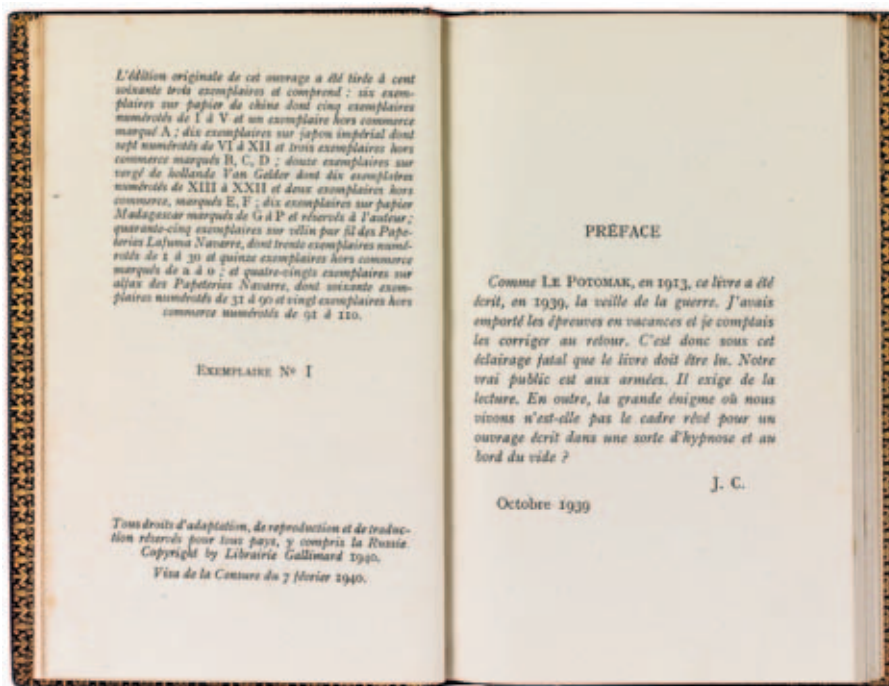 L'édition originale de cet ouvrage a été tirée à cent
soixante trois exemplaires et comprend : six exem-
plaires sur papier de chine dont cinq exemplaires
numérotés de I à V et un exemplaire hors commerce
marqué A ; dix exemplaires sur japon impérial dont
sept numérotés de VI à XII et trois exemplaires hors
commerce marqués B, C, D ; douze exemplaires sur
vergé de hollande Van Gelder dont dix exemplaires
numérotés de XIII à XXII et deux exemplaires hors
commerce, marqués E, F ; dix exemplaires sur papier
Madagascar marqués de G à P et réservés à l'auteur ;
quarante-cinq exemplaires sur vélin pur fil des Pape-
teries Lafuma Navarre, dont trente exemplaires numé-
rotés de 1 à 30 et quinze exemplaires hors commerce
marqués de a à o ; et quatre-vingts exemplaires sur
alfax des Papeteries Navarre, dont soixante exem-
plaires numérotés de 31 à 90 et vingt exemplaires hors
commerce numérotés de 91 à 110.
EXEMPLAIRE No I
Tous droits d'adaptation, de reproduction et de traduc-
tion réservés pour tous pays, y compris la Russie.
Copyright by Librairie Gallimard 1940.
Visa de la Censure du 7 février 1940.
PRÉFACE
Comme LE POTOMAK, en 1913, ce livre a été
écrit, en 1939, la veille de la guerre. J'avais
emporté les épreuves en vacances et je comptais
les corriger au retour. C'est donc sous cet
éclairage fatal que le livre doit être lu. Notre
vrai public est aux armées. Il exige de la
lecture. En outre, la grande énigme où nous
vivons n'est-elle pas le cadre rêvé pour un
ouvrage écrit dans une sorte d'hypnose et au
bord du vide ?
J. C.
Octobre 1939